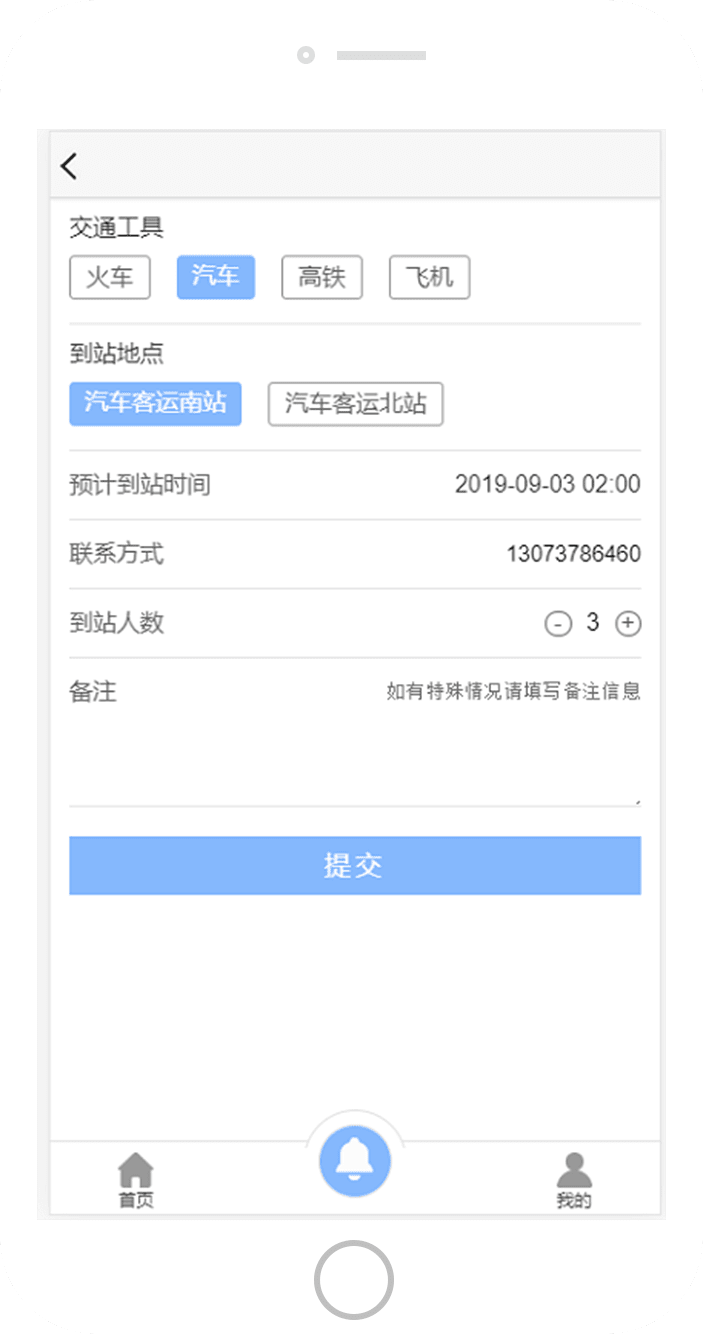 交通工具
火车 汽车 高铁 飞机
到站地点
汽车客运南站 汽车客运北站
预计到站时间 2019-09-03 02:00
联系方式 13073786460
到站人数 - 3 +
备注 如有特殊情况请填写备注信息
提交
首页 我的